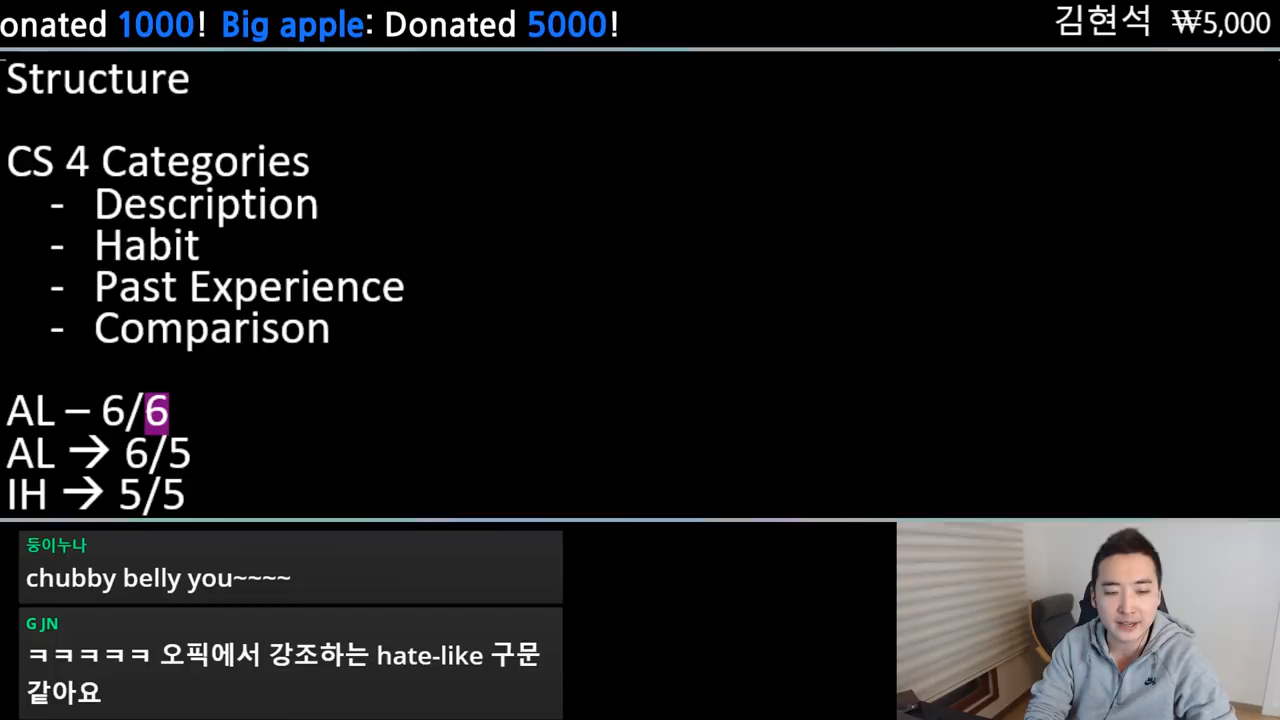 onated 1000! Big apple: Donated 5000!
김현석 ₩5,000
Structure
CS 4 Categories
- Description
- Habit
- Past Experience
- Comparison
AL – 6/6
AL → 6/5
IH → 5/5
둥이누나
chubby belly you~~~~
G JN
ㅋㅋㅋㅋㅋ 오픽에서 강조하는 hate-like 구문
같아요